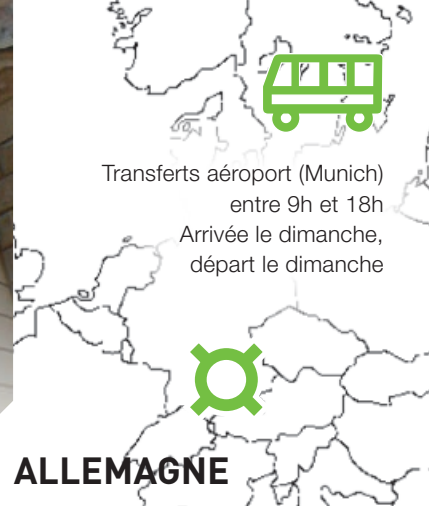 Transferts aéroport (Munich)
entre 9h et 18h
Arrivée le dimanche,
départ le dimanche
ALLEMAGNE